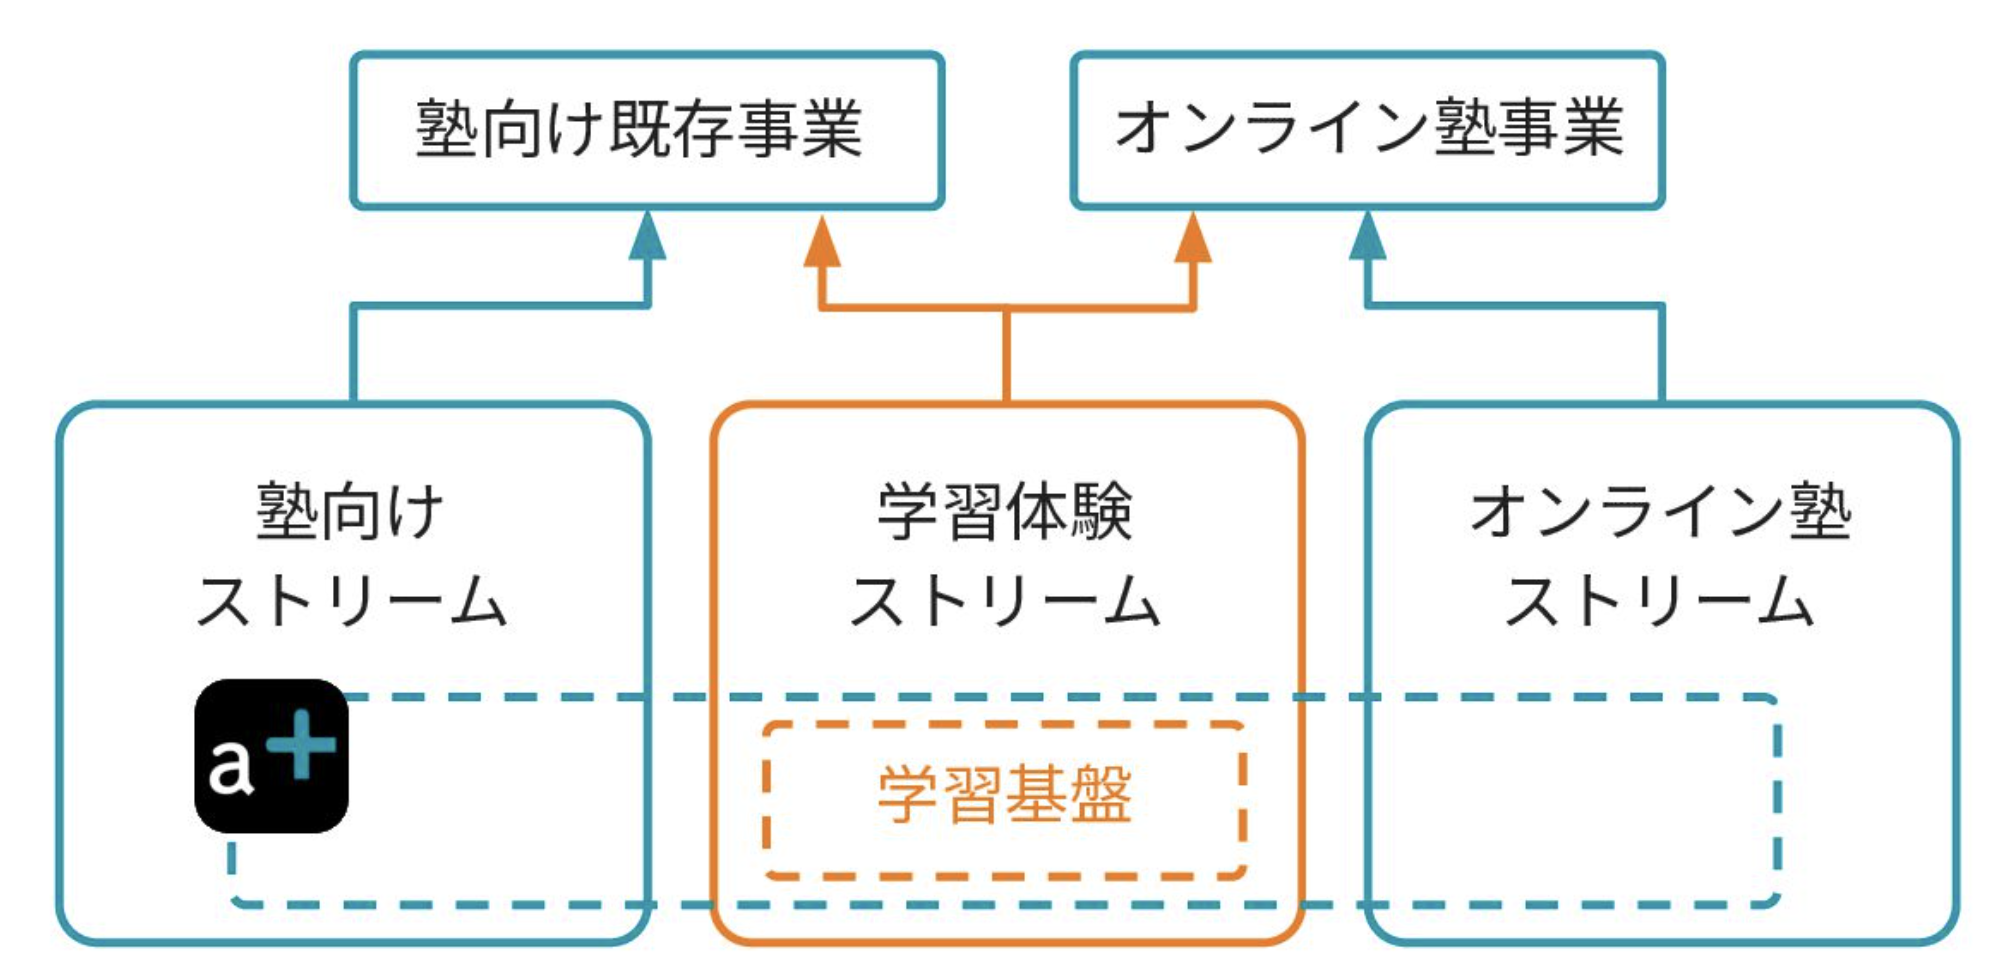 塾向け既存事業
オンライン塾事業
塾向け
ストリーム
学習体験
ストリーム
オンライン塾
ストリーム
a+
学習基盤